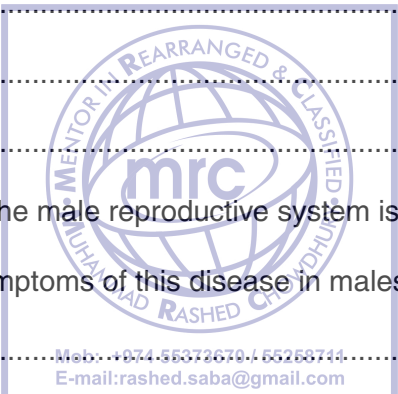 ..........................................................
..........................................................
MENTOR IN REARRANGED & CLASSIFIED
mrc
..........................................................
he male reproductive system is
mptoms of this disease in males
MUHAMMAD RASHED CHOWDHURY
..........................................................
Mob: +974 55373670 / 55258711
E-mail:rashed.saba@gmail.com